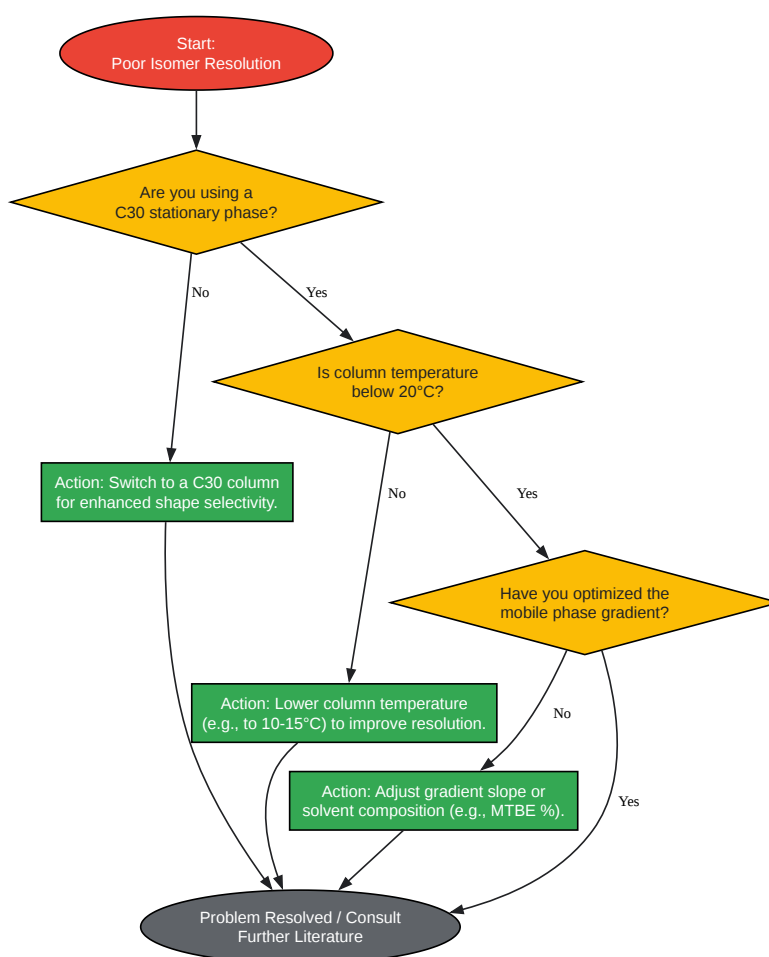 Start:
Poor Isomer Resolution
Are you using a
C30 stationary phase?
No
Yes
Is column temperature
below 20°C?
Action: Switch to a C30 column
for enhanced shape selectivity.
No
Yes
Have you optimized the
mobile phase gradient?
Action: Lower column temperature
(e.g., to 10-15°C) to improve resolution.
No
Action: Adjust gradient slope or
solvent composition (e.g., MTBE %).
Yes
Problem Resolved / Consult
Further Literature